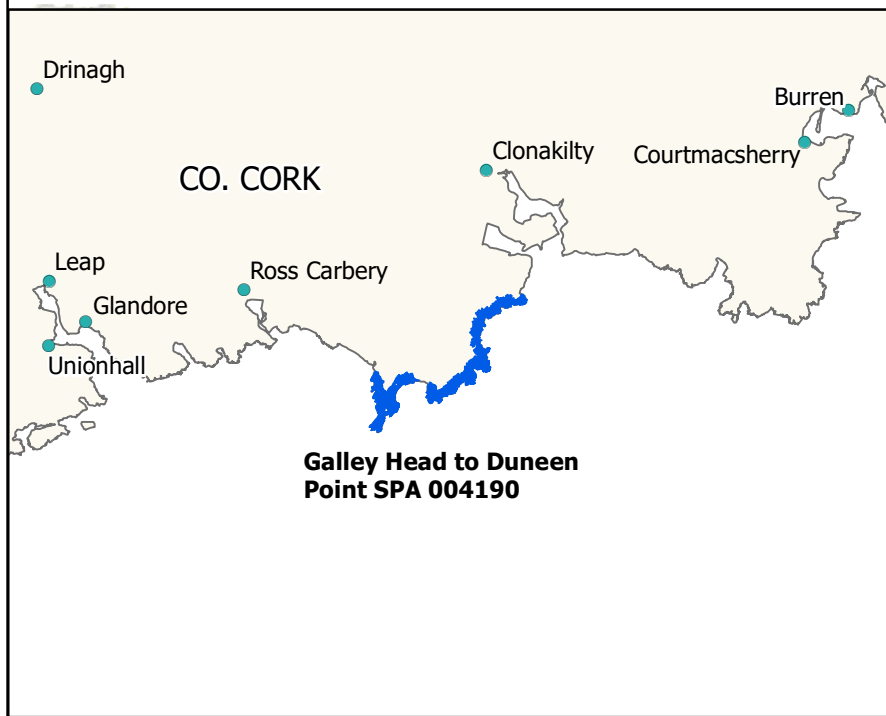 Drinagh
Burren
Clonakilty
Courtmacsherry
CO. CORK
Leap
Ross Carbery
Glandore
Unionhall
Galley Head to Duneen
Point SPA 004190